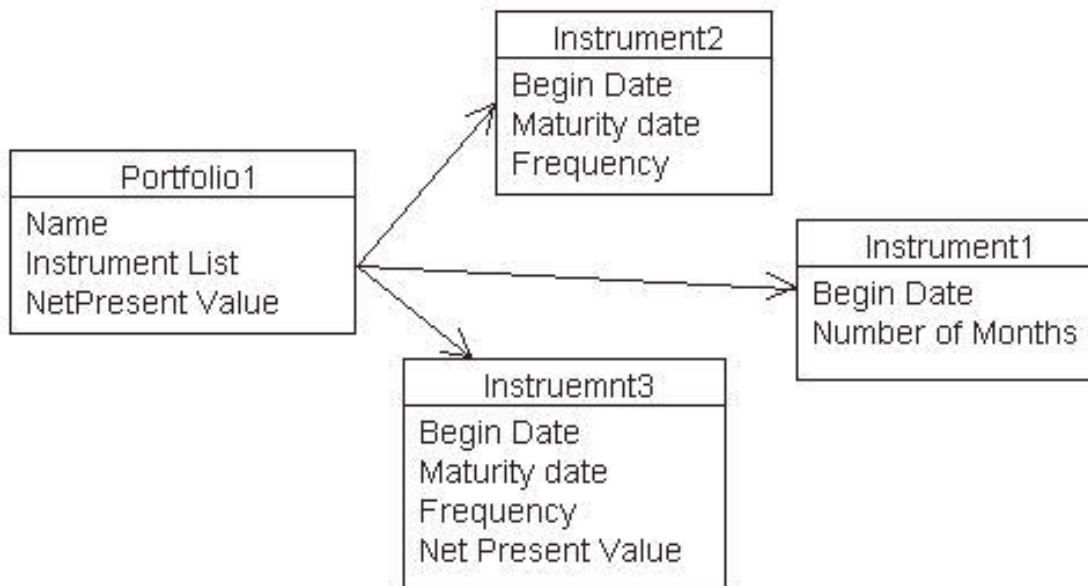 Instrument2
Begin Date
Maturity date
Frequency
Portfolio1
Name
Instrument List
NetPresent Value
Instrument1
Begin Date
Number of Months
Instruemnt3
Begin Date
Maturity date
Frequency
Net Present Value